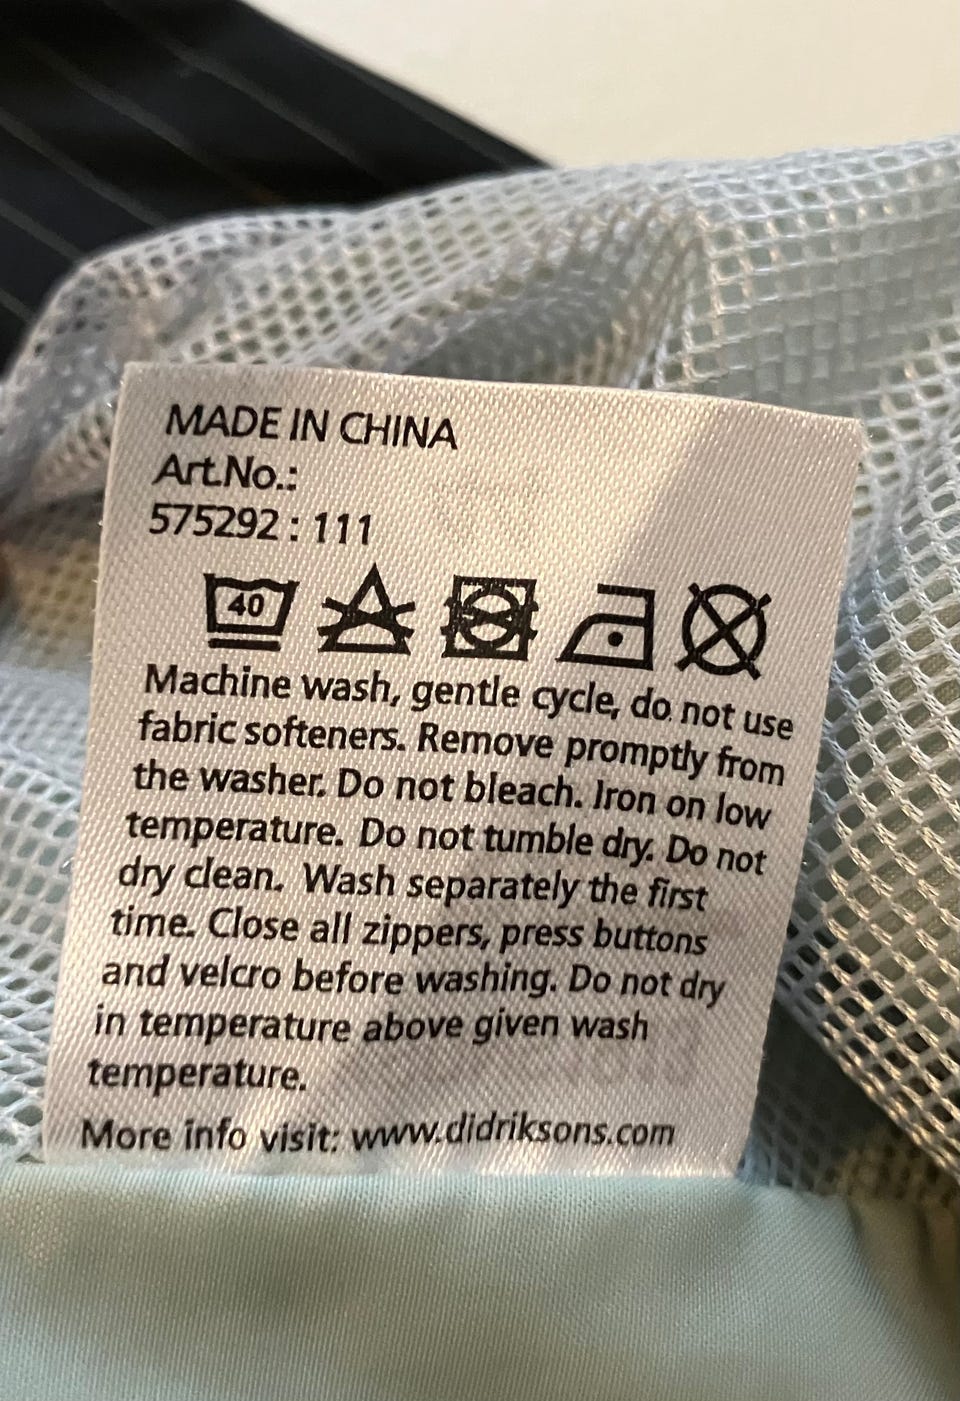 MADE IN CHINA
Art.No.:
575292 : 111
40
Machine wash, gentle cycle, do not use
fabric softeners. Remove promptly from
the washer. Do not bleach. Iron on low
temperature. Do not tumble dry. Do not
dry clean. Wash separately the first
time. Close all zippers, press buttons
and velcro before washing. Do not dry
in temperature above given wash
temperature.
More info visit: www.didriksons.com